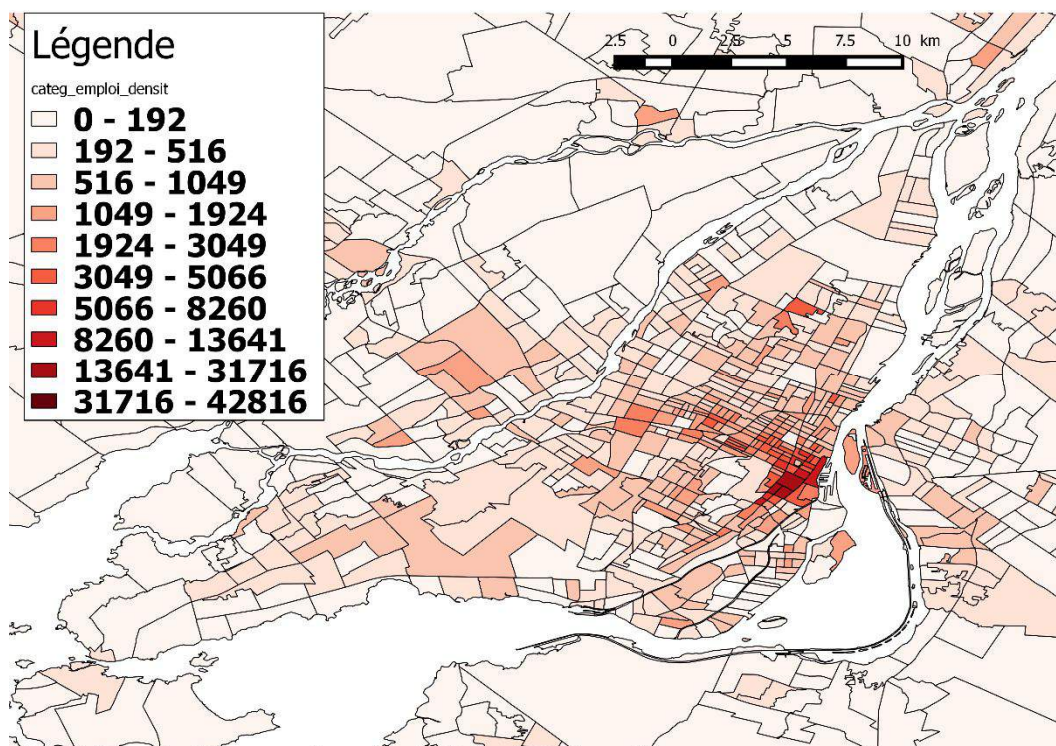 Légende
categ_emploi_densit
0 - 192
192 - 516
516 - 1049
1049 - 1924
1924 - 3049
3049 - 5066
5066 - 8260
8260 - 13641
13641 - 31716
31716 - 42816
2.5 0 2.5 5 7.5 10 km